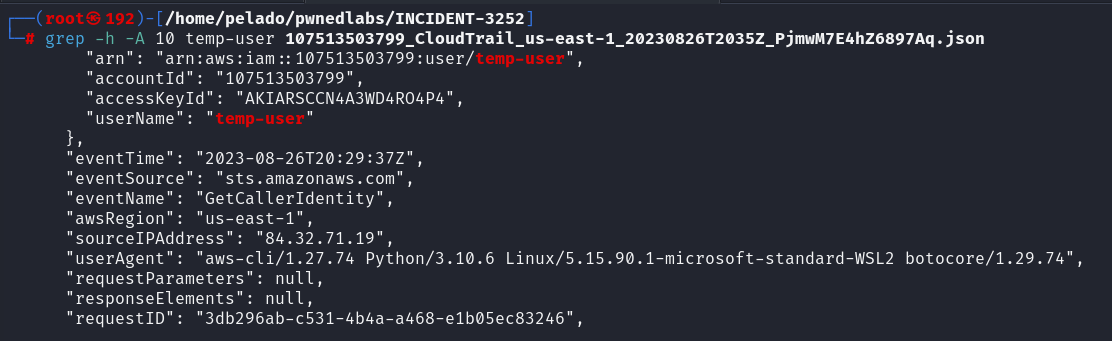 ┌──(root㉿192)-[/home/pelado/pwnedlabs/INCIDENT-3252]
└─# grep -h -A 10 temp-user 107513503799_CloudTrail_us-east-1_20230826T2035Z_PjmwM7E4hZ6897Aq.json
"arn": "arn:aws:iam::107513503799:user/temp-user",
"accountId": "107513503799",
"accessKeyId": "AKIARSCCN4A3WD4RO4P4",
"userName": "temp-user"
},
"eventTime": "2023-08-26T20:29:37Z",
"eventSource": "sts.amazonaws.com",
"eventName": "GetCallerIdentity",
"awsRegion": "us-east-1",
"sourceIPAddress": "84.32.71.19",
"userAgent": "aws-cli/1.27.74 Python/3.10.6 Linux/5.15.90.1-microsoft-standard-WSL2 botocore/1.29.74",
"requestParameters": null,
"responseElements": null,
"requestID": "3db296ab-c531-4b4a-a468-e1b05ec83246",